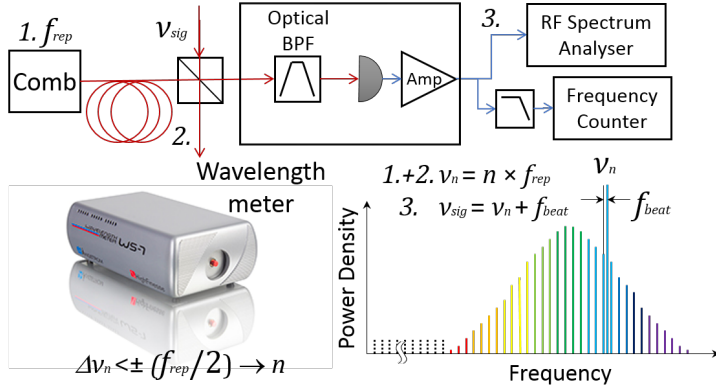 1. f_rep
ν_sig
Optical
BPF
3.
RF Spectrum
Analyser
Comb
Amp
Frequency
Counter
2.
Wavelength
meter
WS-7
Δν_n <± (f_rep/2) → n
1.+2. ν_n = n × f_rep
3. ν_sig = ν_n + f_beat
ν_n
f_beat
Power Density
Frequency